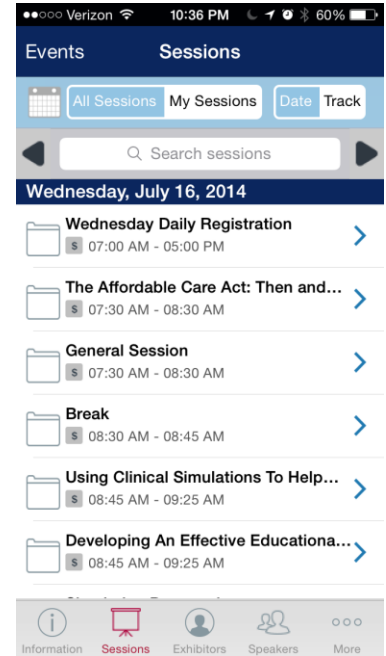 Verizon 10:36 PM 60%
Events Sessions
All Sessions My Sessions Date Track
Search sessions
Wednesday, July 16, 2014
Wednesday Daily Registration
S 07:00 AM - 05:00 PM
The Affordable Care Act: Then and...
S 07:30 AM - 08:30 AM
General Session
S 07:30 AM - 08:30 AM
Break
S 08:30 AM - 08:45 AM
Using Clinical Simulations To Help...
S 08:45 AM - 09:25 AM
Developing An Effective Educationa...
S 08:45 AM - 09:25 AM
Information Sessions Exhibitors Speakers More